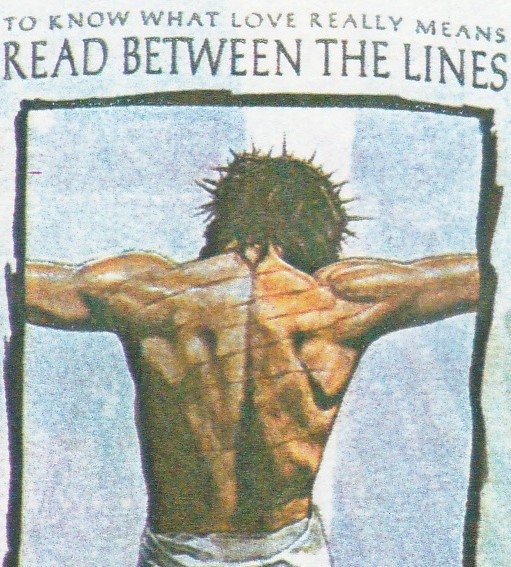 TO KNOW WHAT LOVE REALLY MEANS
READ BETWEEN THE LINES